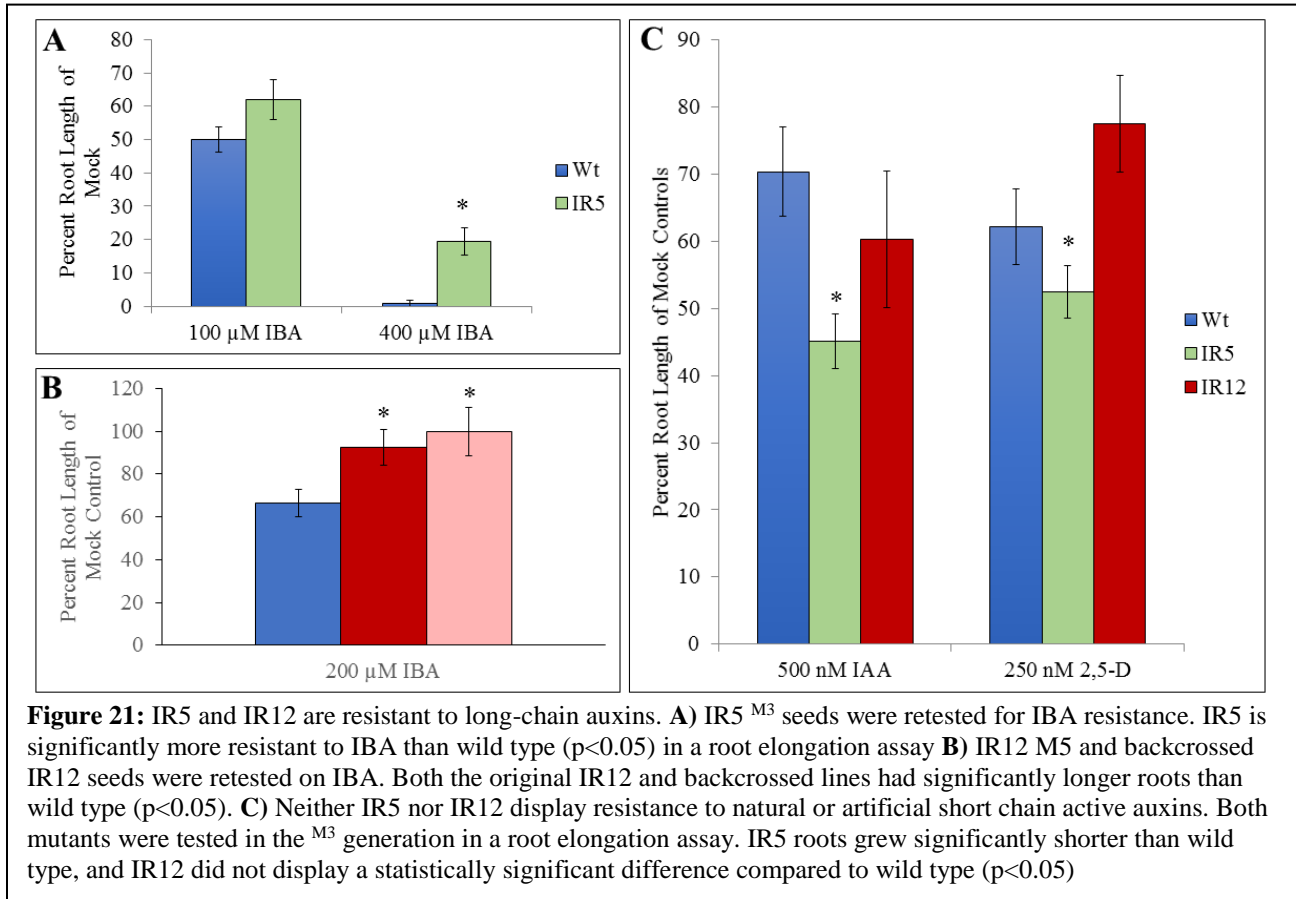 A
Percent Root Length of
Mock
80
70
60
50
40
30
20
10
0
*
100 µM IBA
400 µM IBA
Wt
IR5
B
Percent Root Length of
Mock Control
120
100
80
60
40
20
0
*
*
200 µM IBA
C
Percent Root Length of Mock Controls
90
80
70
60
50
40
30
20
10
0
*
*
500 nM IAA
250 nM 2,5-D
Wt
IR5
IR12
Figure 21: IR5 and IR12 are resistant to long-chain auxins. A) IR5 M3 seeds were retested for IBA resistance. IR5 is
significantly more resistant to IBA than wild type (p<0.05) in a root elongation assay B) IR12 M5 and backcrossed
IR12 seeds were retested on IBA. Both the original IR12 and backcrossed lines had significantly longer roots than
wild type (p<0.05). C) Neither IR5 nor IR12 display resistance to natural or artificial short chain active auxins. Both
mutants were tested in the M3 generation in a root elongation assay. IR5 roots grew significantly shorter than wild
type, and IR12 did not display a statistically significant difference compared to wild type (p<0.05)